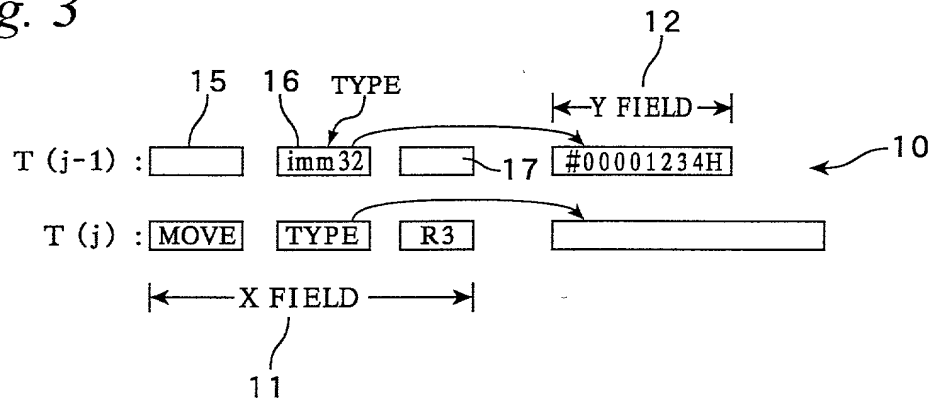 g. 3
12
15 16 TYPE
Y FIELD
T (j-1) : imm32 17 #00001234H 10
T (j) : MOVE TYPE R3
X FIELD
11